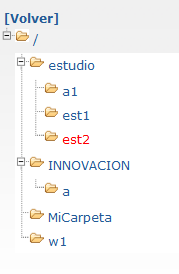 [Volver]
/
estudio
a1
est1
est2
INNOVACION
a
MiCarpeta
w1